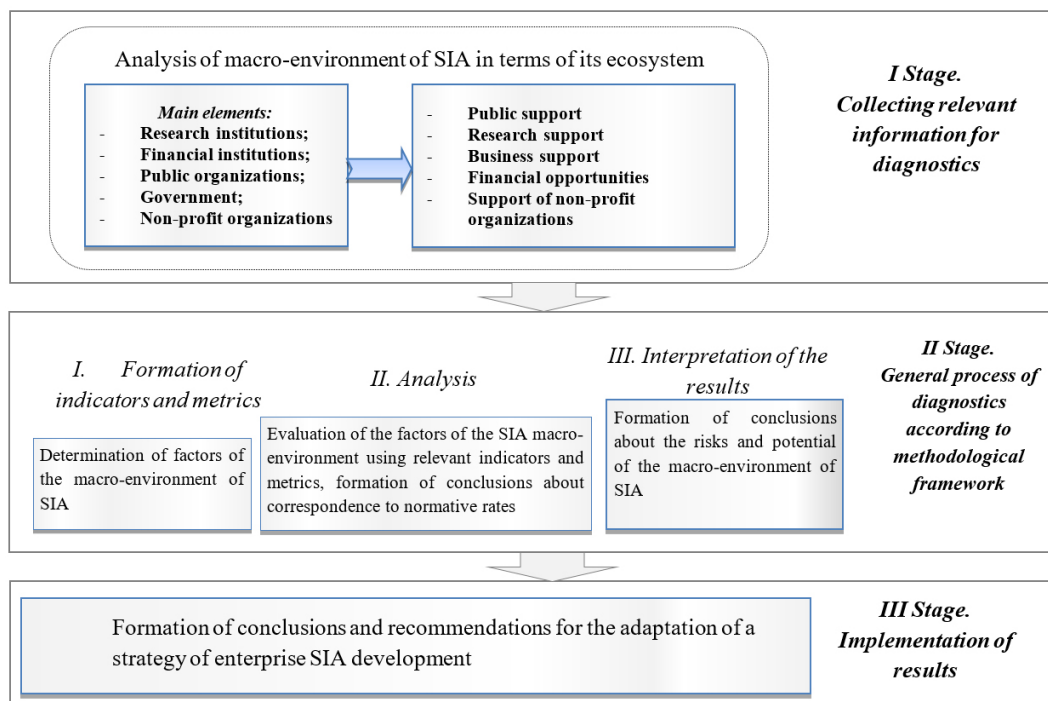 Analysis of macro-environment of SIA in terms of its ecosystem
Main elements:
- Research institutions;
- Financial institutions;
- Public organizations;
- Government;
- Non-profit organizations
- Public support
- Research support
- Business support
- Financial opportunities
- Support of non-profit
organizations
I Stage.
Collecting relevant
information for
diagnostics
I. Formation of
indicators and metrics
Determination of factors of
the macro-environment of
SIA
II. Analysis
Evaluation of the factors of the SIA macro-
environment using relevant indicators and
metrics, formation of conclusions about
correspondence to normative rates
III. Interpretation of the
results
Formation of conclusions
about the risks and potential
of the macro-environment of
SIA
II Stage.
General process of
diagnostics
according to
methodological
framework
Formation of conclusions and recommendations for the adaptation of a
strategy of enterprise SIA development
III Stage.
Implementation of
results